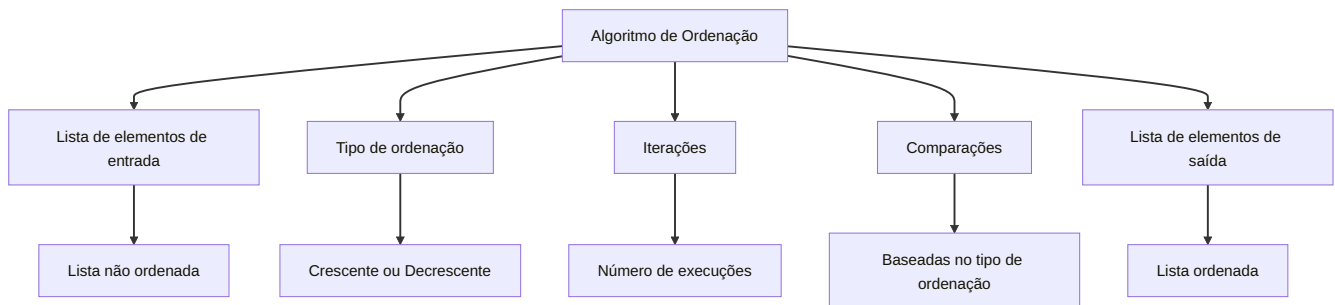 Algoritmo de Ordenação
Lista de elementos de
entrada
Tipo de ordenação
Iterações
Comparações
Lista de elementos de
saída
Lista não ordenada
Crescente ou Decrescente
Número de execuções
Baseadas no tipo de
ordenação
Lista ordenada